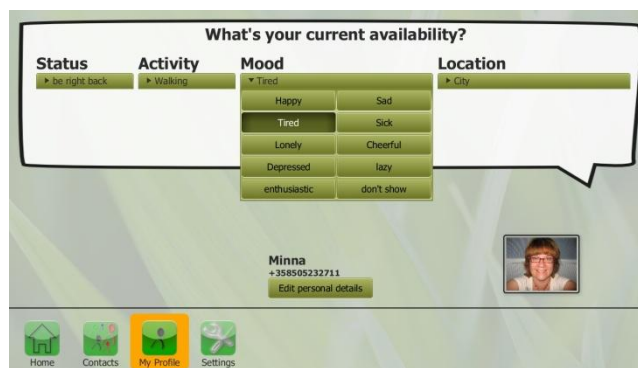 What's your current availability?
Status Activity Mood Location
be right back Walking Tired City
Happy Sad
Tired Sick
Lonely Cheerful
Depressed lazy
enthusiastic don't show
Minna
+358505232711
Edit personal details
Home Contacts My Profile Settings